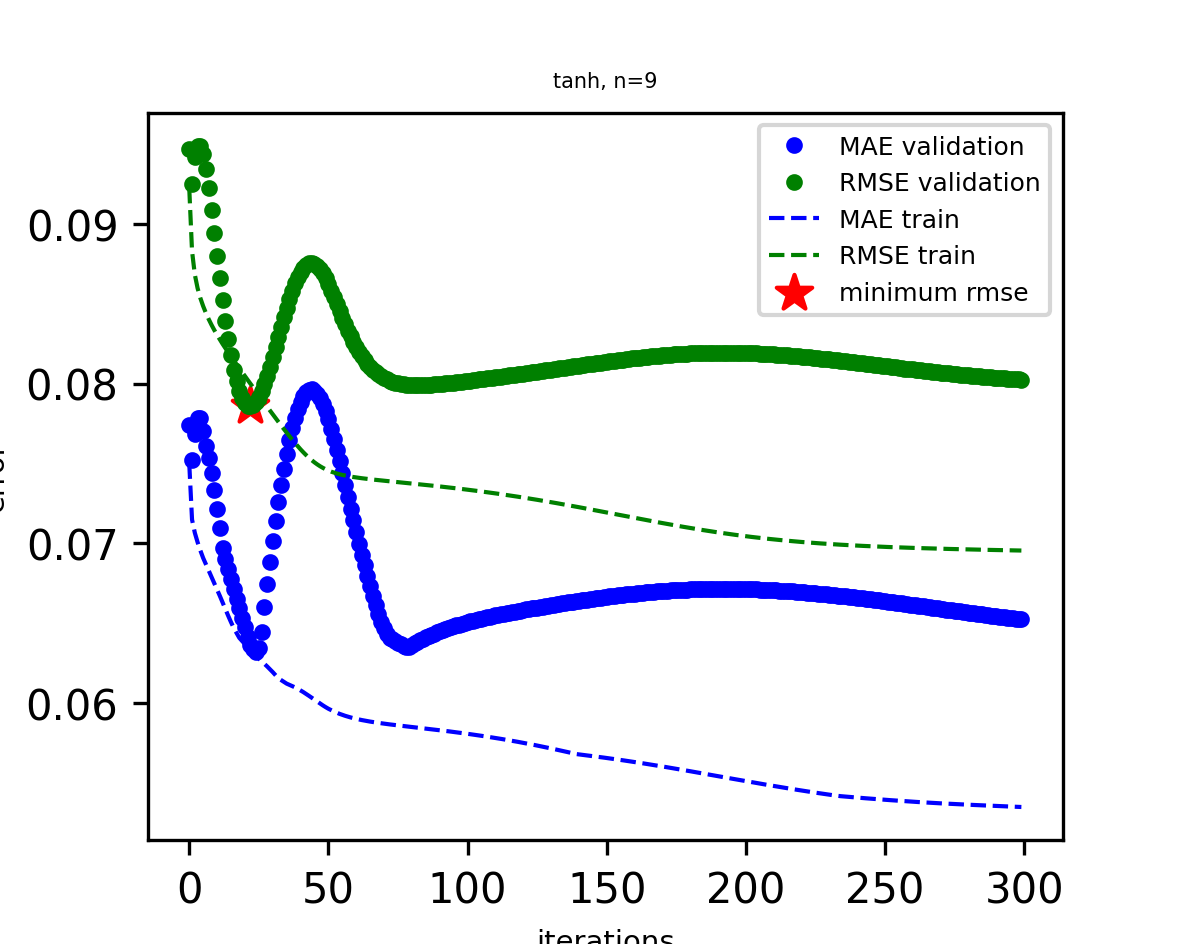 tanh, n=9
MAE validation
RMSE validation
MAE train
RMSE train
minimum rmse
0.09
0.08
0.07
0.06
0 50 100 150 200 250 300
iterations